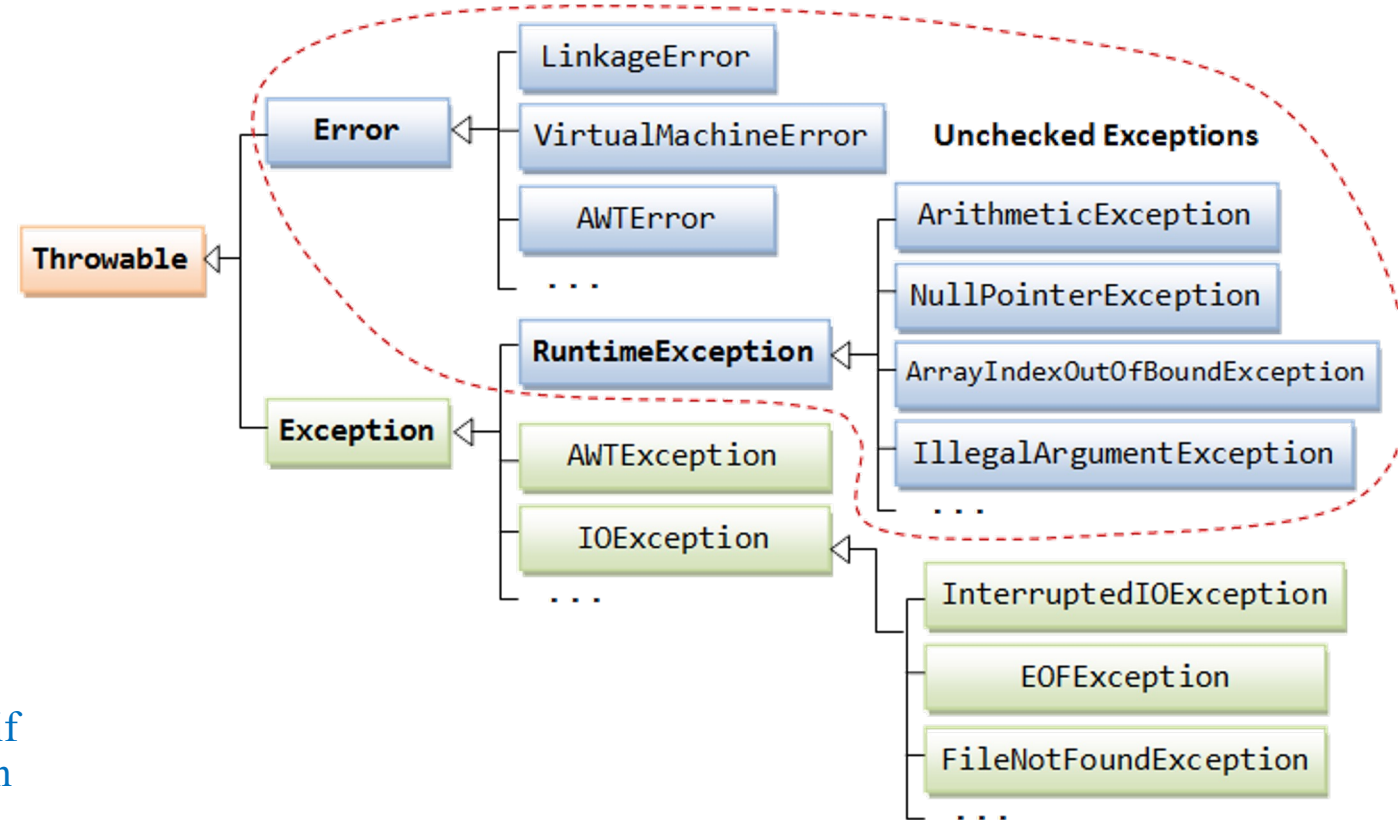 LinkageError
Error
VirtualMachineError
Unchecked Exceptions
AWTError
ArithmeticException
Throwable
...
NullPointerException
RuntimeException
ArrayIndexOutOfBoundException
Exception
AWTException
IllegalArgumentException
...
IOException
...
InterruptedIOException
EOFException
FileNotFoundException
...